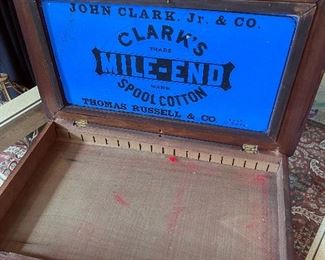 JOHN CLARK, Jr. & CO.
CLARK'S
TRADE
MILE-END
MARK
SPOOL COTTON
THOMAS RUSSELL & CO.